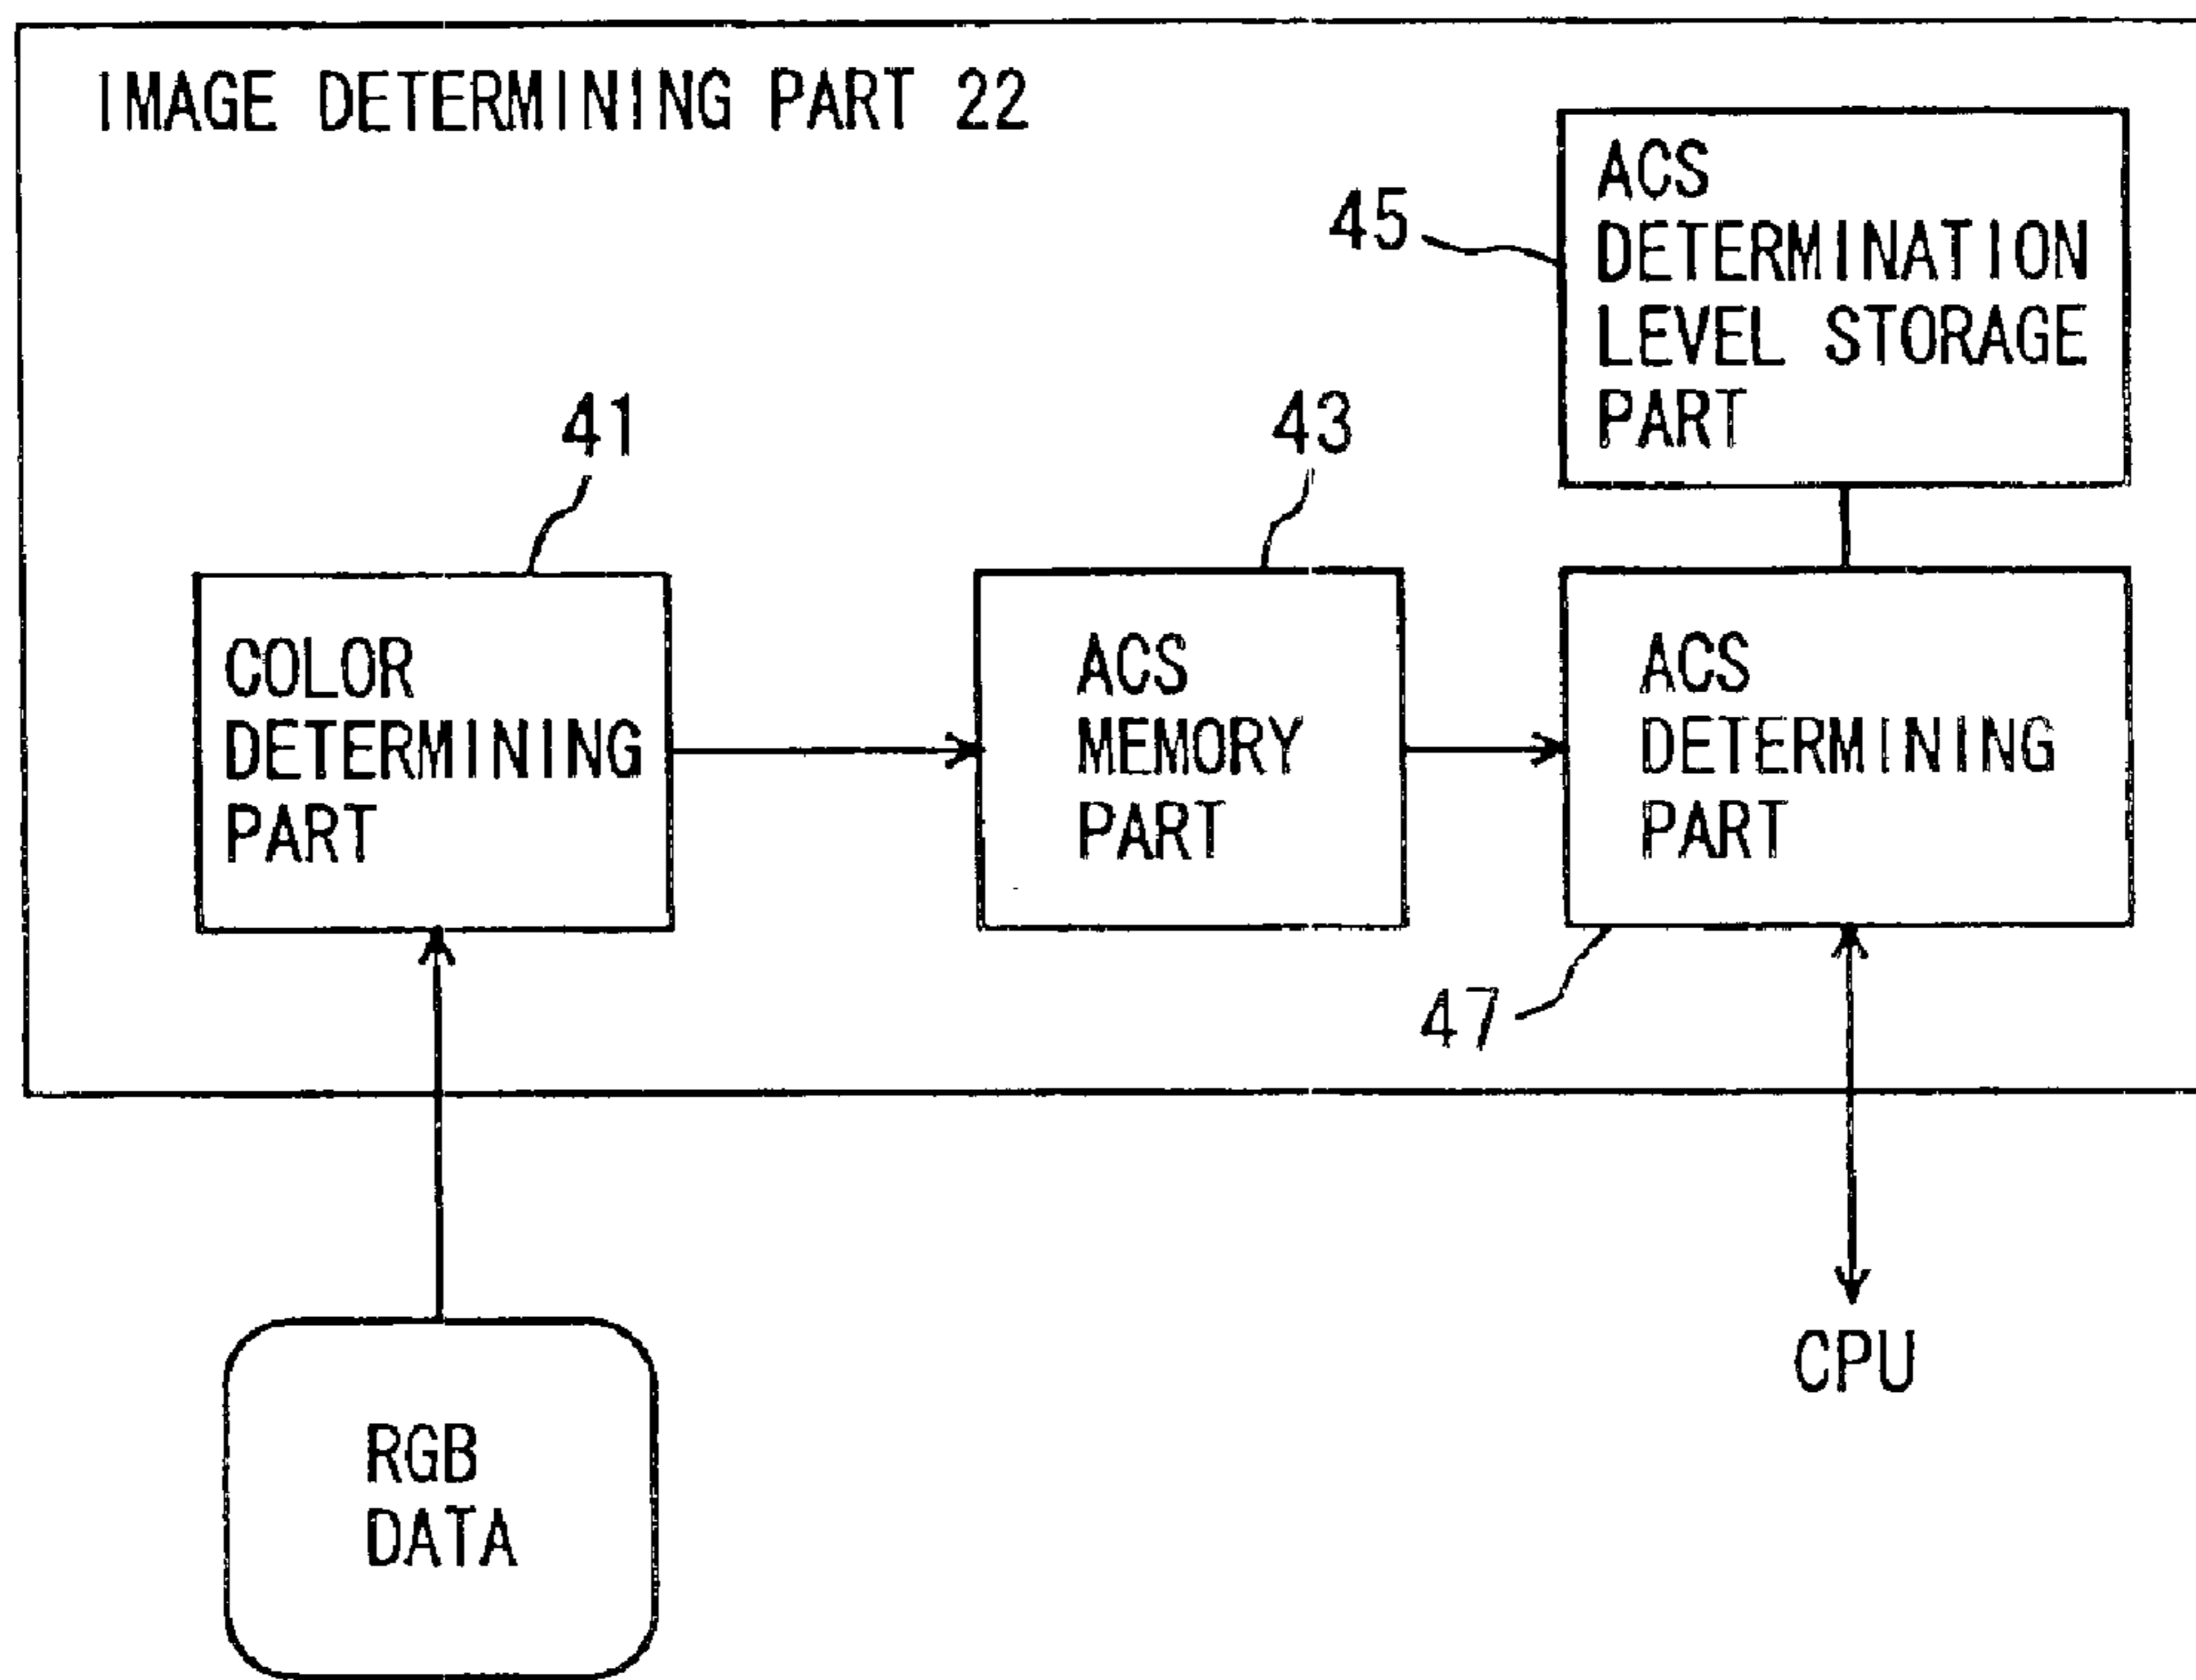 IMAGE DETERMINING PART 22
ACS
DETERMINATION
LEVEL STORAGE
PART
45
41
43
COLOR
DETERMINING
PART
ACS
MEMORY
PART
ACS
DETERMINING
PART
47
RGB
DATA
CPU